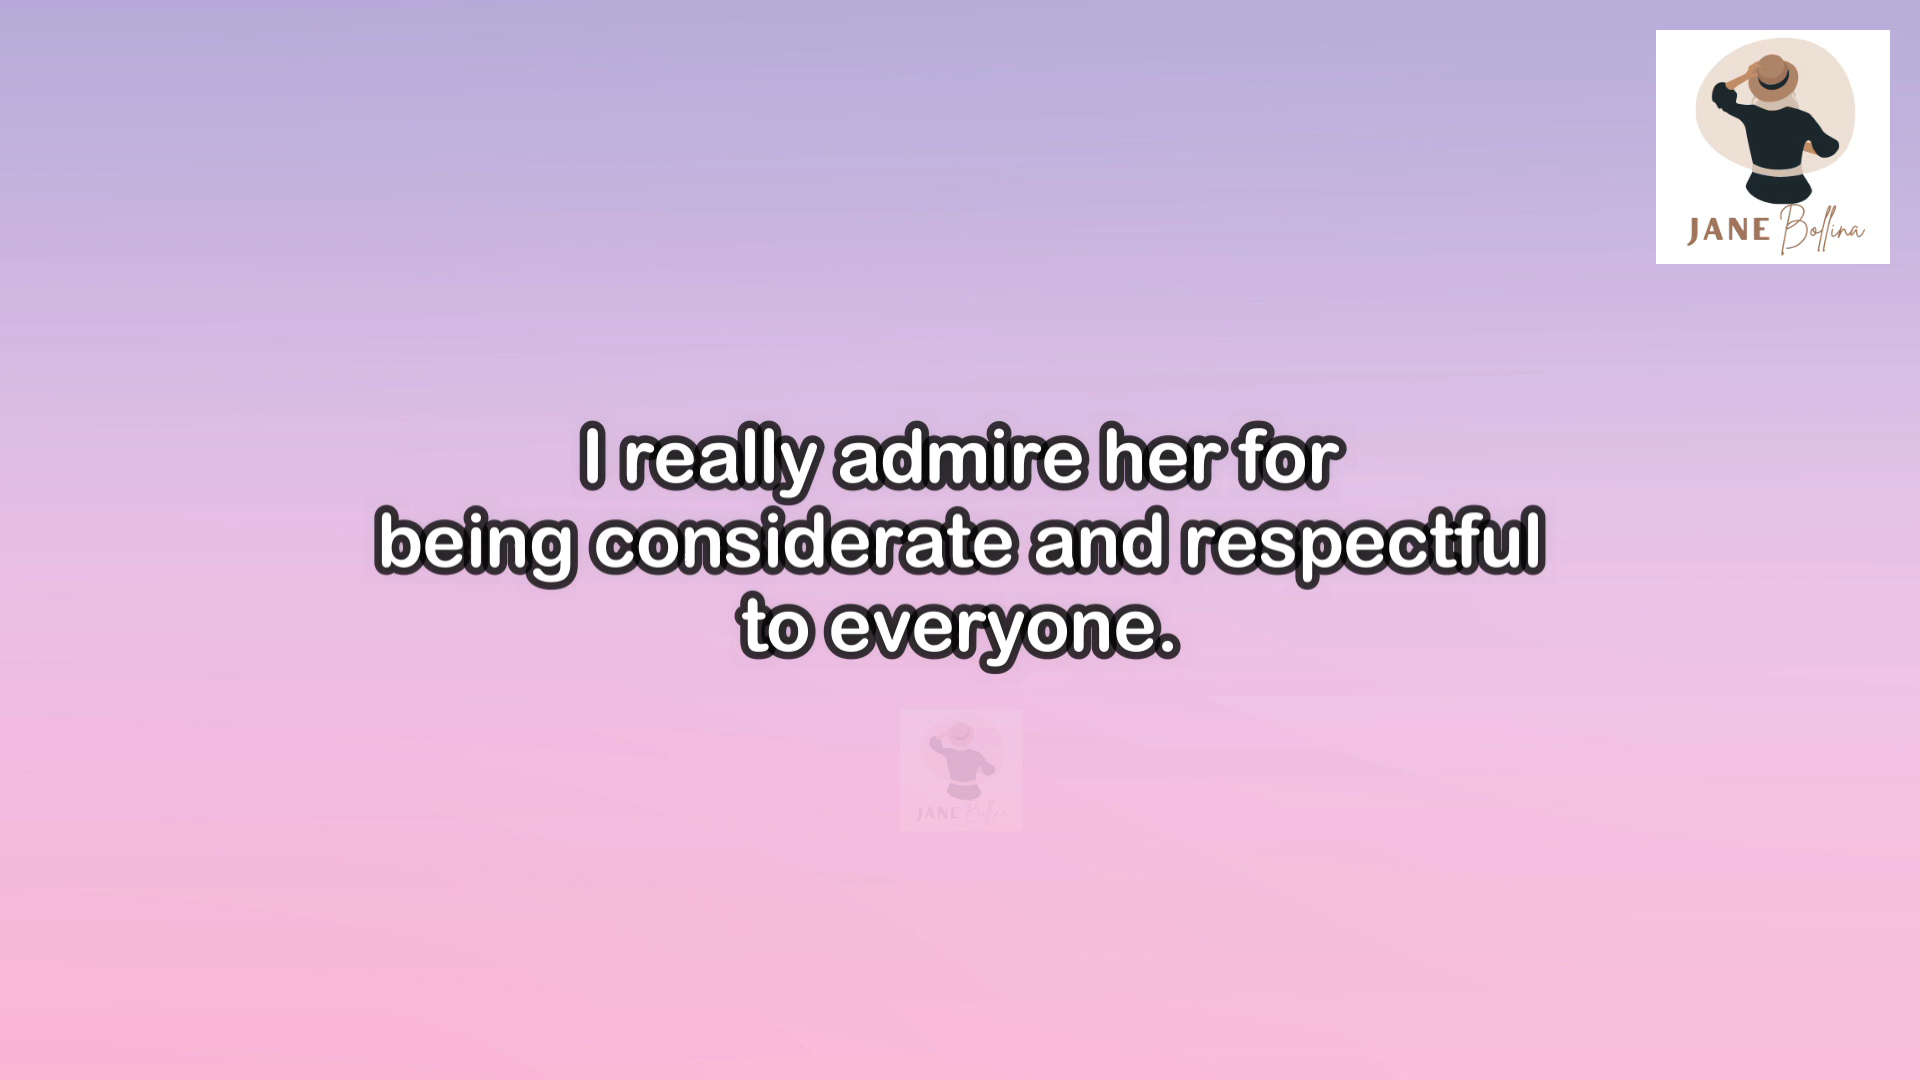 JANE Bollina
I really admire her for
being considerate and respectful
to everyone.
JANE Bollina